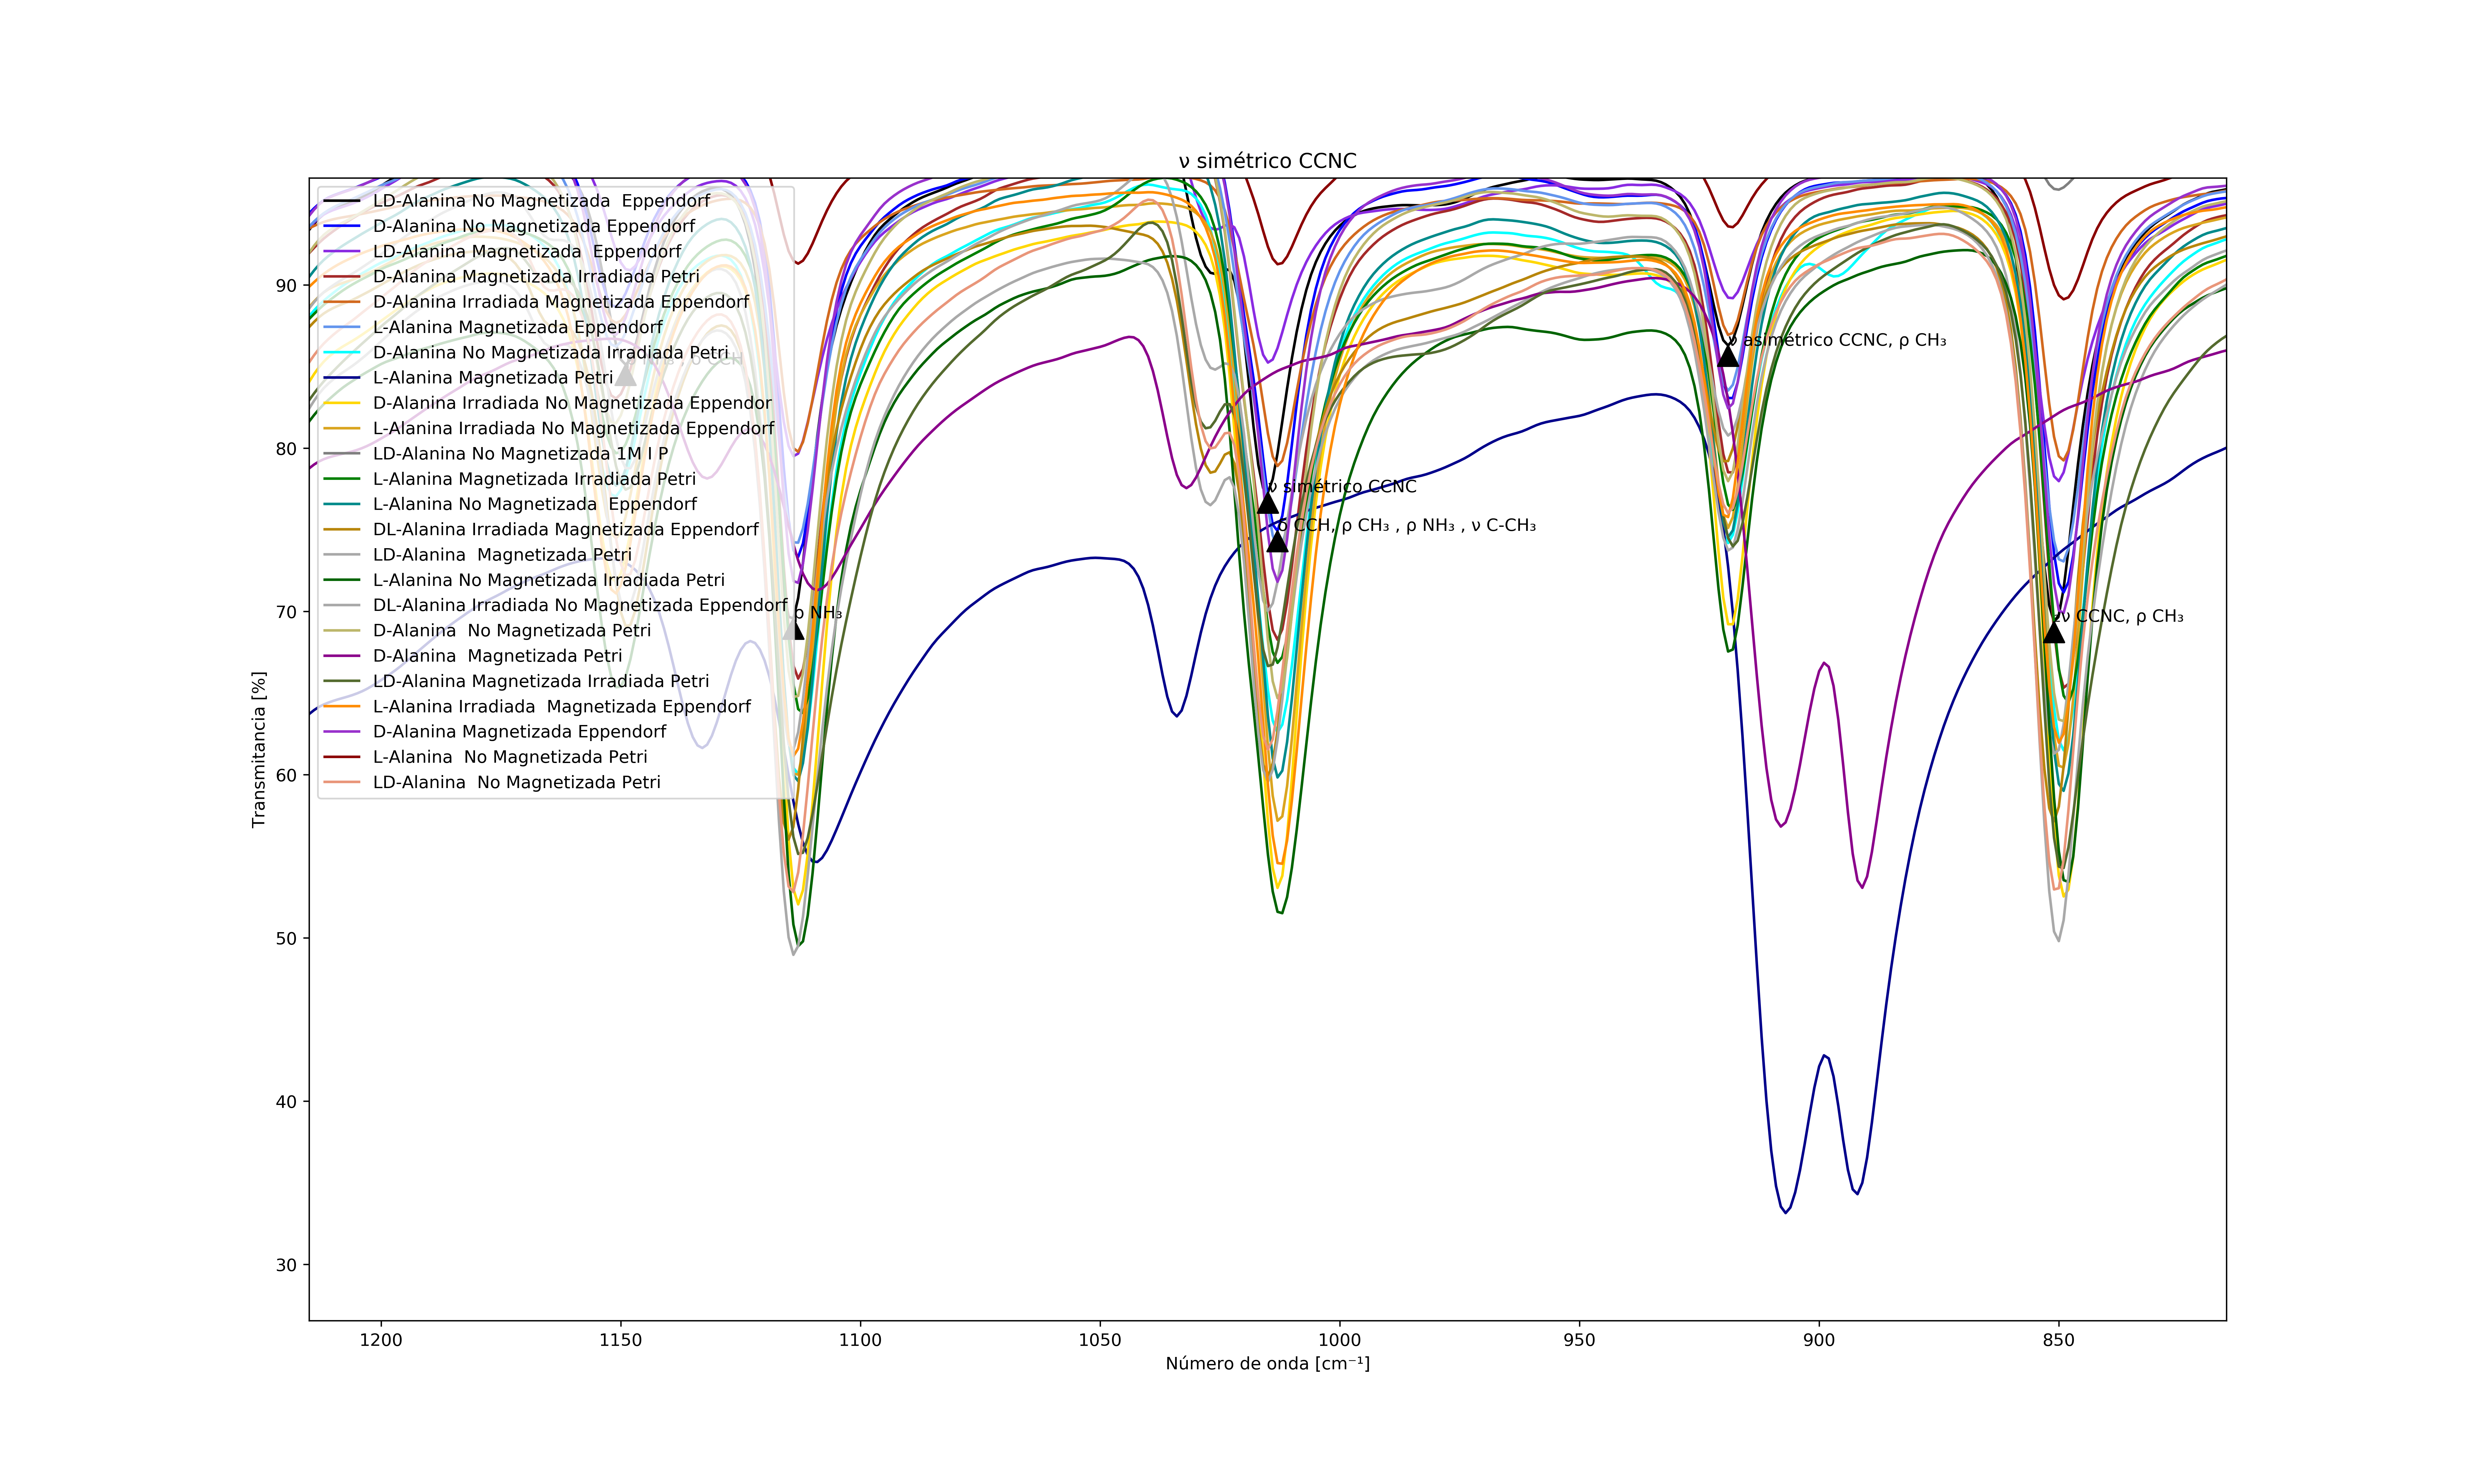 ν simétrico CCNC
LD-Alanina No Magnetizada  Eppendorf
D-Alanina No Magnetizada Eppendorf
LD-Alanina Magnetizada  Eppendorf
D-Alanina Magnetizada Irradiada Petri
D-Alanina Irradiada Magnetizada Eppendorf
L-Alanina Magnetizada Eppendorf
D-Alanina No Magnetizada Irradiada Petri
L-Alanina Magnetizada Petri
D-Alanina Irradiada No Magnetizada Eppendor
L-Alanina Irradiada No Magnetizada Eppendorf
LD-Alanina No Magnetizada 1M I P
L-Alanina Magnetizada Irradiada Petri
L-Alanina No Magnetizada  Eppendorf
DL-Alanina Irradiada Magnetizada Eppendorf
LD-Alanina  Magnetizada Petri
L-Alanina No Magnetizada Irradiada Petri
DL-Alanina Irradiada No Magnetizada Eppendorf
D-Alanina  No Magnetizada Petri
D-Alanina  Magnetizada Petri
LD-Alanina Magnetizada Irradiada Petri
L-Alanina Irradiada  Magnetizada Eppendorf
D-Alanina Magnetizada Eppendorf
L-Alanina  No Magnetizada Petri
LD-Alanina  No Magnetizada Petri
ν asimétrico CCNC, ρ CH₃
ν simétrico CCNC
CCH, ρ CH₃ , ρ NH₃ , ν C-CH₃
ρ NH₃
CCNC, ρ CH₃
Transmitancia [%]
90
80
70
60
50
40
30
1200
1150
1100
1050
1000
950
900
850
Número de onda [cm⁻¹]